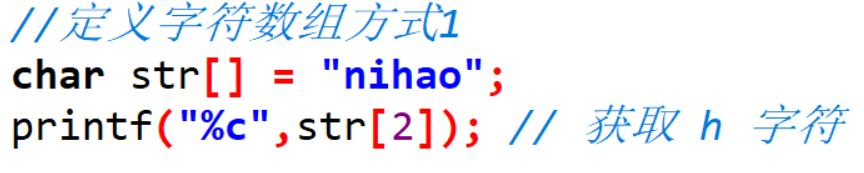 //定义字符数组方式1
char str[] = "nihao";
printf("%c",str[2]); // 获取 h 字符